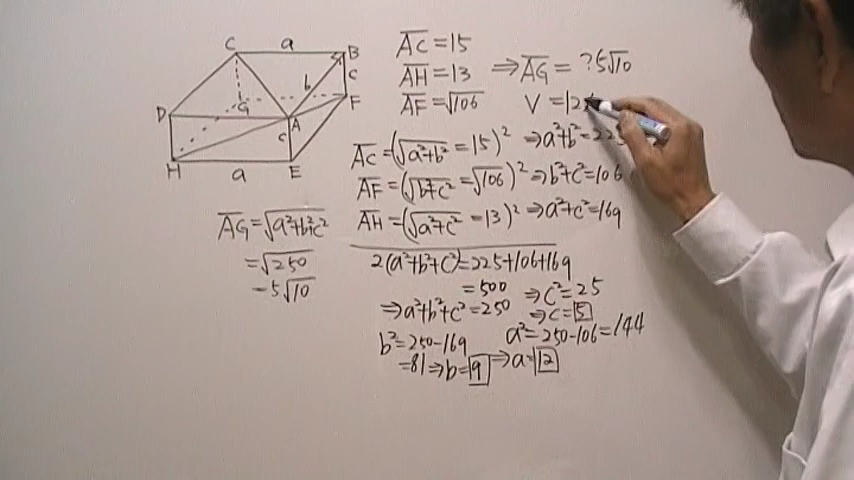 C a B
b c
D G F
A
c
H a E
AC = 15
AH = 13 ⇒ AG = ? 5√10
AF = √106 V = 12
AC = (√a²+b² = 15)² ⇒ a²+b² = 225
AF = (√b²+c² = √106)² ⇒ b²+c² = 106
AH = (√a²+c² = 13)² ⇒ a²+c² = 169
AG = √a²+b²+c²
= √250
= 5√10
2(a²+b²+c²) = 225+106+169
= 500
⇒ a²+b²+c² = 250
⇒ c² = 25
⇒ c = 5
b² = 250-169
= 81 ⇒ b = 9
a² = 250-106 = 144
⇒ a = 12